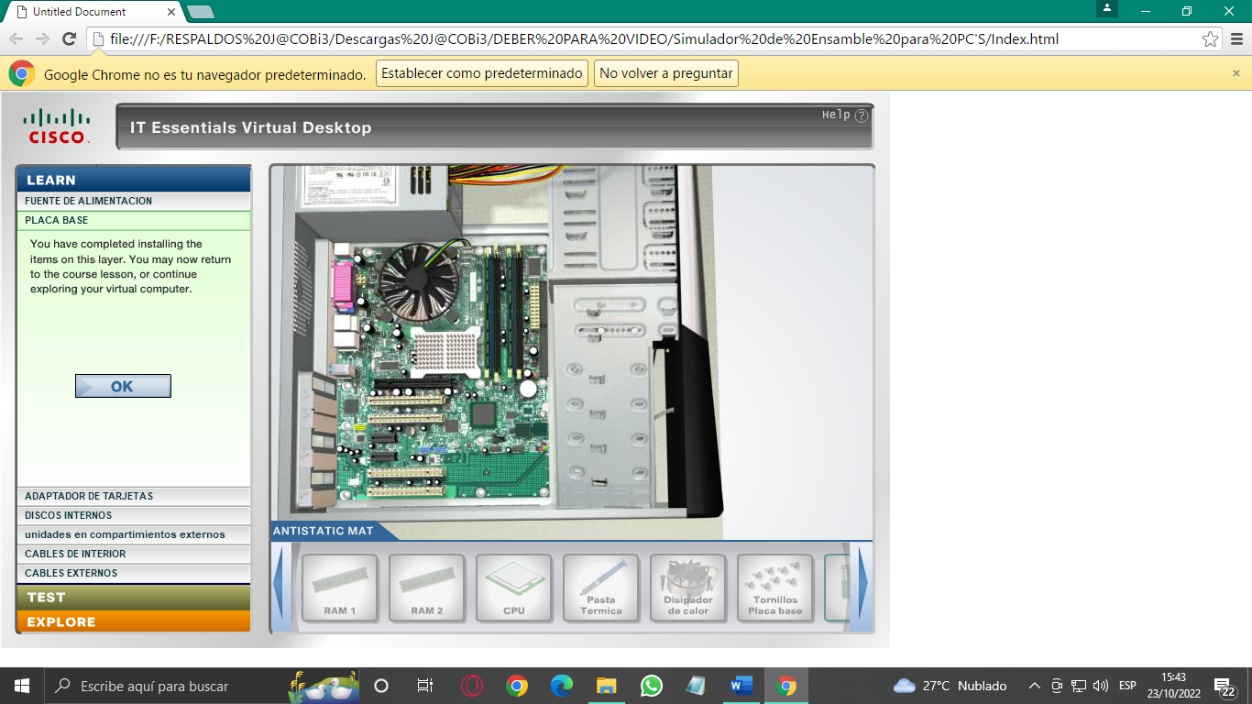 Untitled Document
file:///F:/RESPALDOS%20J@COBi3/Descargas%20J@COBi3/DEBER%20PARA%20VIDEO/Simulador%20de%20Ensamble%20para%20PC'S/Index.html
Google Chrome no es tu navegador predeterminado. Establecer como predeterminado No volver a preguntar
CISCO.
IT Essentials Virtual Desktop
Help ?
LEARN
FUENTE DE ALIMENTACION
PLACA BASE
You have completed installing the
items on this layer. You may now return
to the course lesson, or continue
exploring your virtual computer.
OK
ADAPTADOR DE TARJETAS
DISCOS INTERNOS
unidades en compartimientos externos
CABLES DE INTERIOR
CABLES EXTERNOS
TEST
EXPLORE
ANTISTATIC MAT
RAM 1
RAM 2
CPU
Pasta
Termica
Disipador
de calor
Tornillos
Placa base
Escribe aquí para buscar
27°C Nublado
ESP
15:43
23/10/2022
22